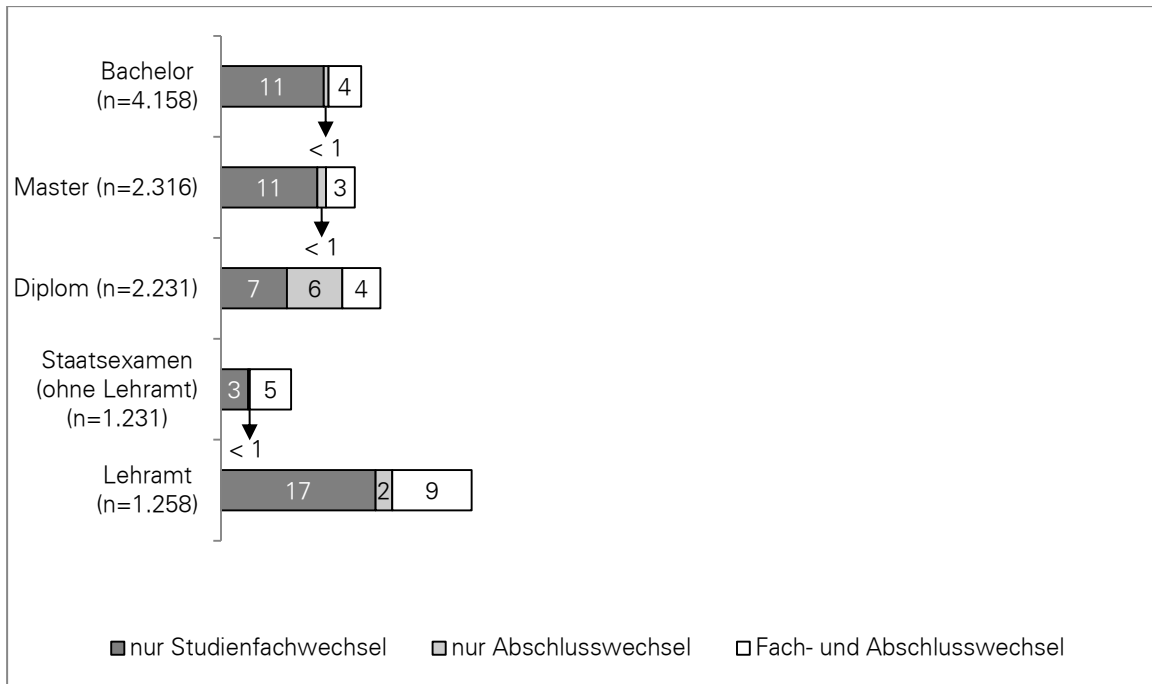 Bachelor
(n=4.158)
11
4
< 1
Master (n=2.316)
11
3
< 1
Diplom (n=2.231)
7
6
4
Staatsexamen
(ohne Lehramt)
(n=1.231)
3
5
< 1
Lehramt
(n=1.258)
17
2
9
nur Studienfachwechsel
nur Abschlusswechsel
Fach- und Abschlusswechsel